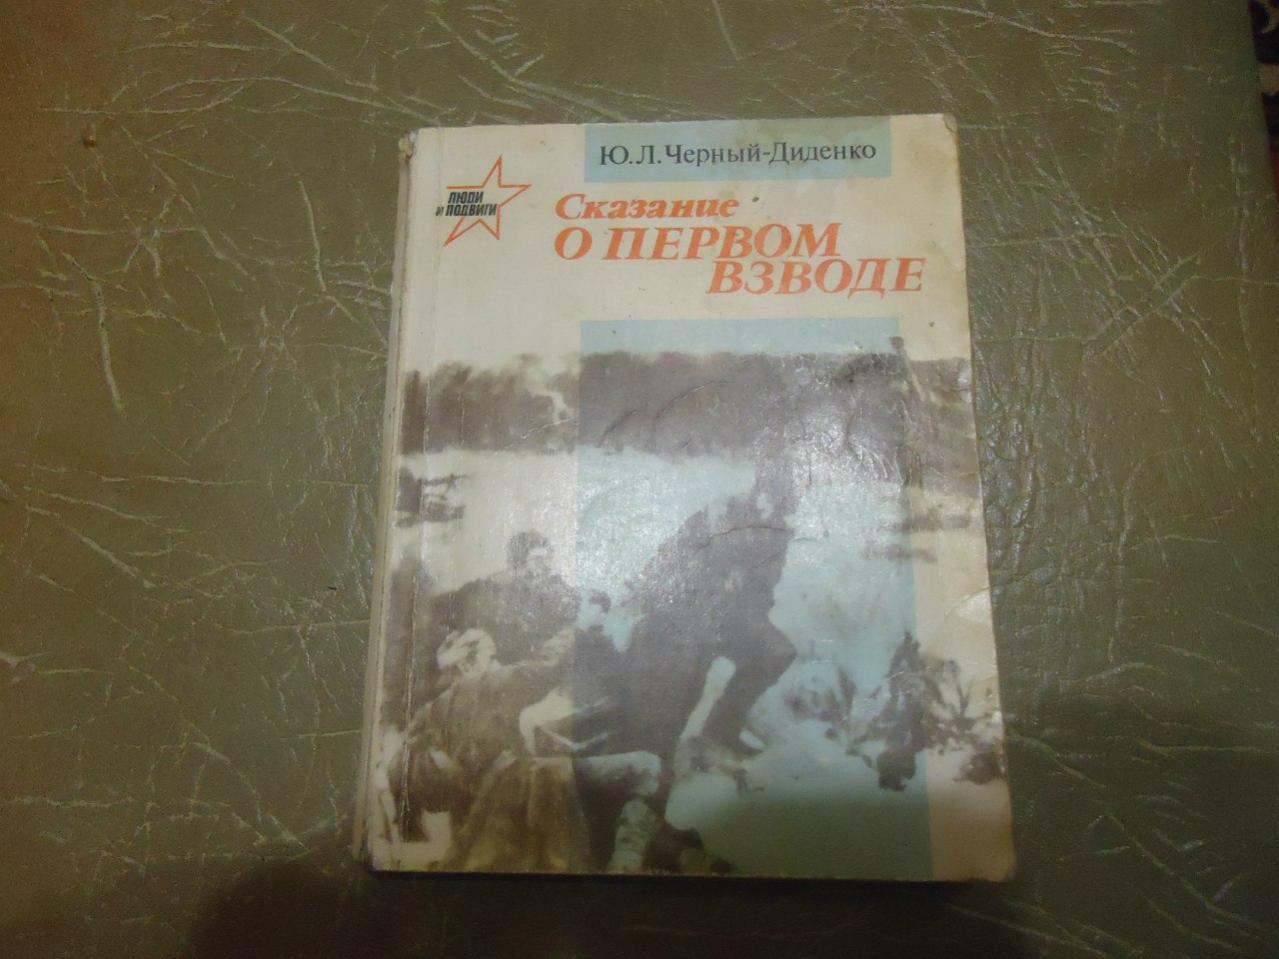 Ю.Л.Черный-Диденко
ЛЮДИ
И ПОДВИГИ
Сказание
О ПЕРВОМ
ВЗВОДЕ